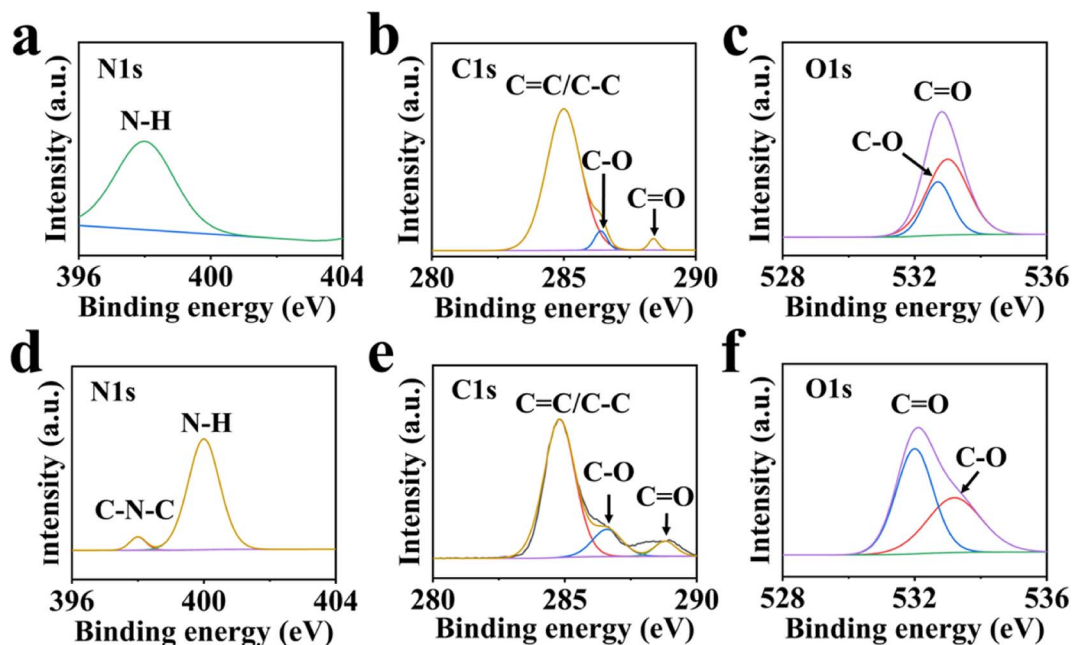 a
N1s
N-H
Intensity (a.u.)
396 398 400 402 404
Binding energy (eV)
b
C1s
C=C/C-C
C-O
C=O
Intensity (a.u.)
280 285 290
Binding energy (eV)
c
O1s
C=O
C-O
Intensity (a.u.)
528 532 536
Binding energy (eV)
d
N1s
N-H
C-N-C
Intensity (a.u.)
396 400 404
Binding energy (eV)
e
C1s
C=C/C-C
C-O
C=O
Intensity (a.u.)
280 285 290
Binding energy (eV)
f
O1s
C=O
C-O
Intensity (a.u.)
528 532 536
Binding energy (eV)